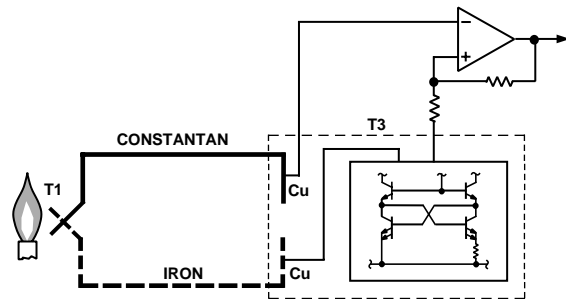 −
+
T3
CONSTANTAN
T1
Cu
Cu
IRON